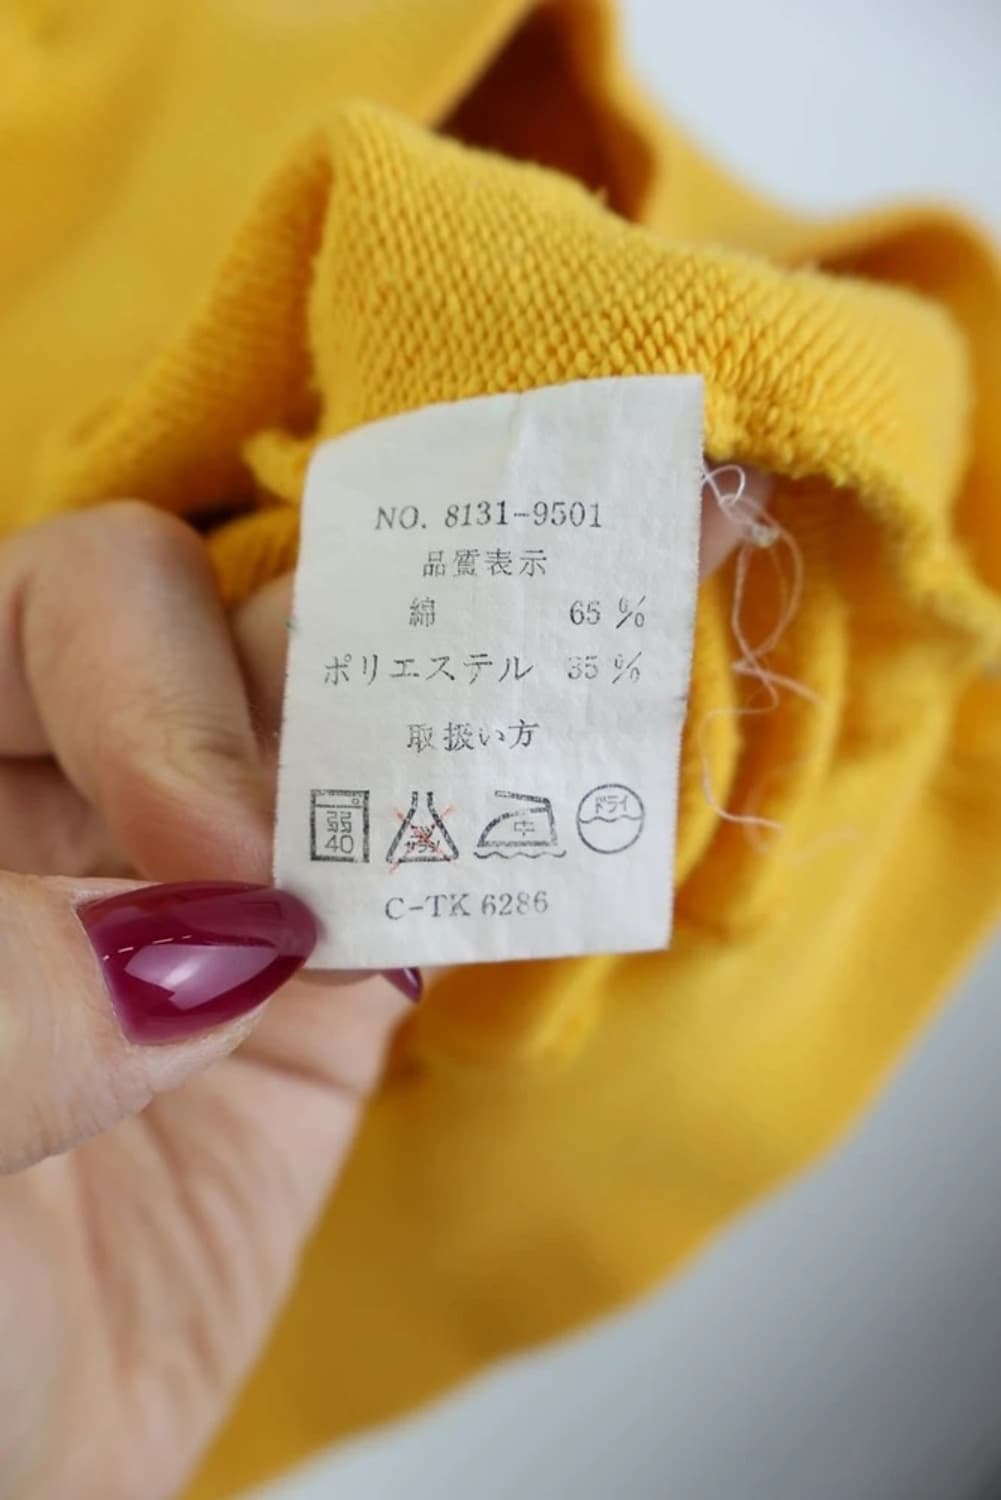 NO. 8131-9501
品質表示
綿 65 %
ポリエステル 35 %
取扱い方
弱 40 中 ドライ
C-TK 6286